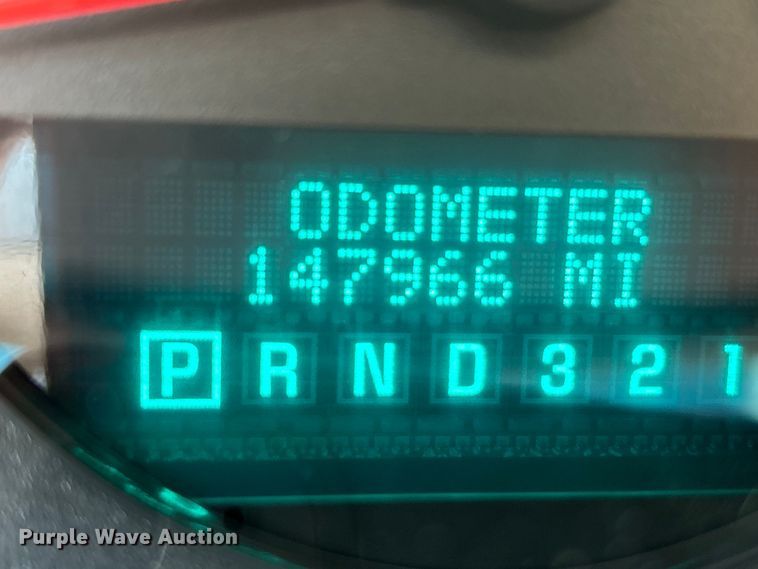 ODOMETER
147966 MI
P R N D 3 2 1
Purple Wave Auction